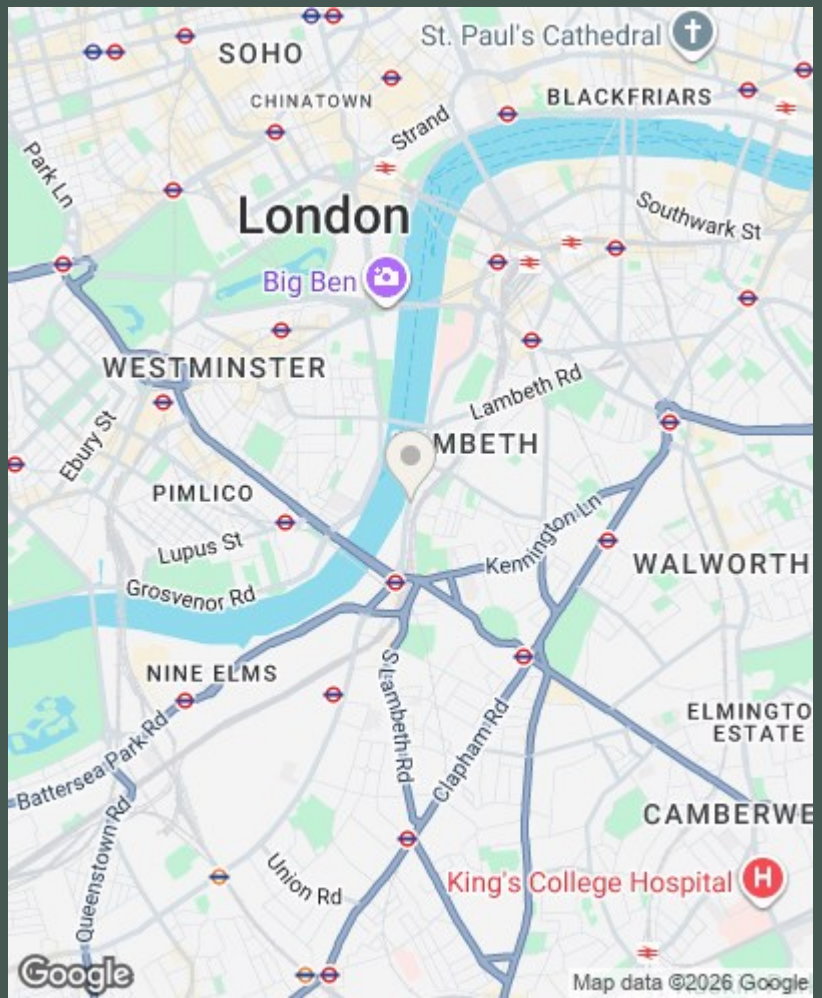 St. Paul's Cathedral
SOHO
CHINATOWN
BLACKFRIARS
Strand
Park Ln
Southwark St
London
Big Ben
WESTMINSTER
Lambeth Rd
Ebury St
MBETH
PIMLICO
Kennington Ln
Lupus St
WALWORTH
Grosvenor Rd
NINE ELMS
S Lambeth Rd
Clapham Rd
ELMINGTO
ESTATE
Battersea Park Rd
CAMBERWE
Queenstown Rd
Union Rd
King's College Hospital
H
Google
Map data ©2026 Google